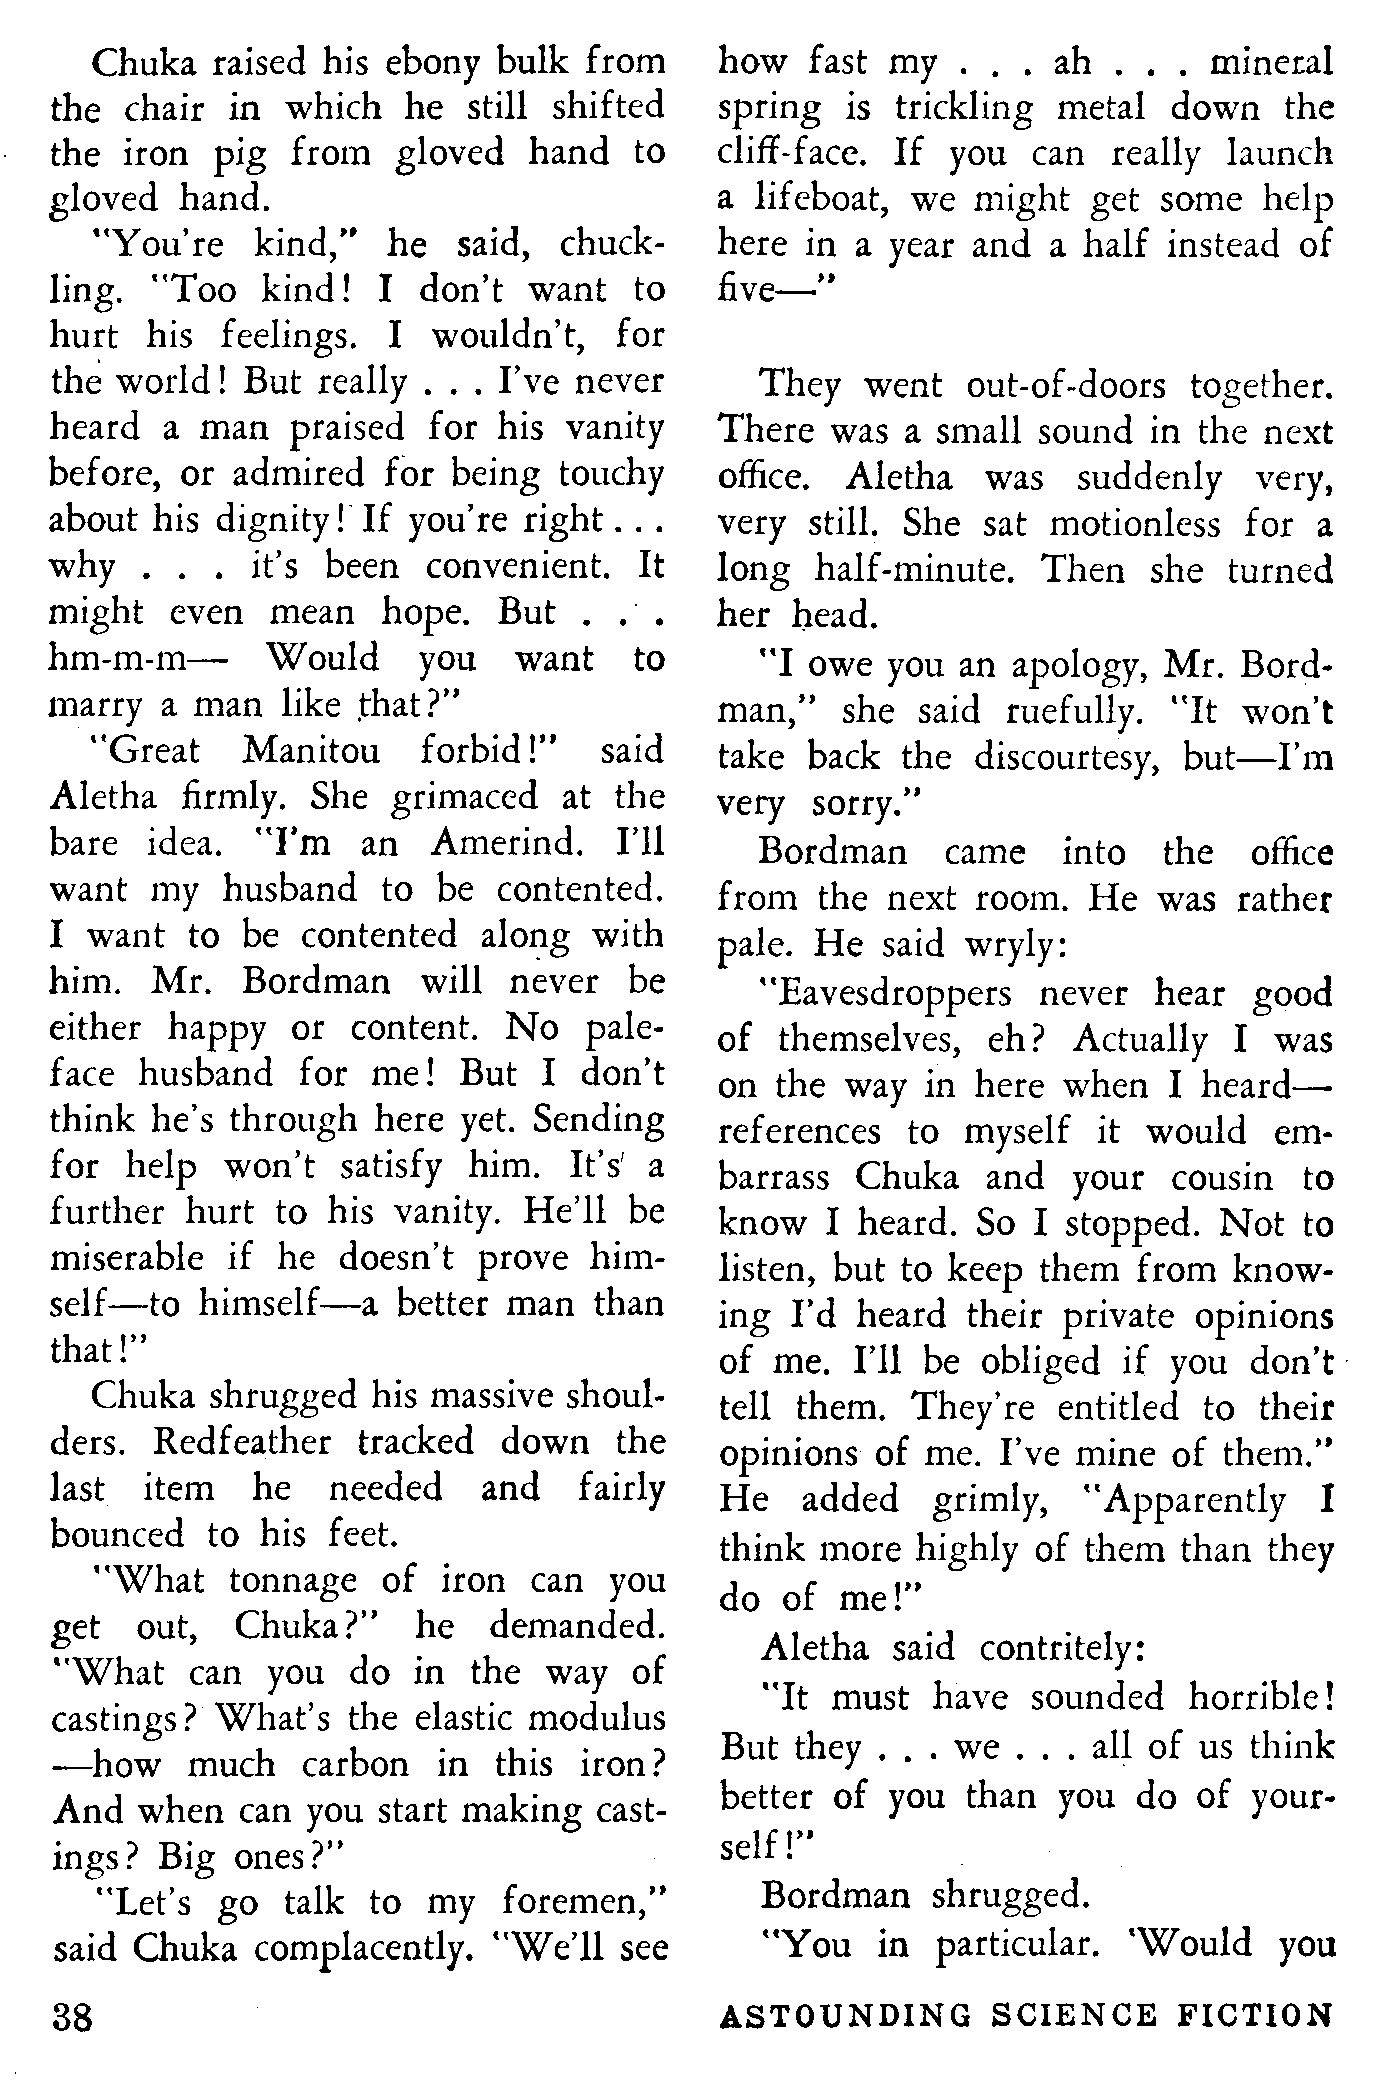 Chuka raised his ebony bulk from
the chair in which he still shifted
the iron pig from gloved hand to
gloved hand.
"You're kind," he said, chuck-
ling. "Too kind! I don't want to
hurt his feelings. I wouldn't, for
the world! But really . . . I've never
heard a man praised for his vanity
before, or admired for being touchy
about his dignity! If you're right . . .
why . . . it's been convenient. It
might even mean hope. But . . .
hm-m-m— Would you want to
marry a man like that?"
"Great Manitou forbid!" said
Aletha firmly. She grimaced at the
bare idea. "I'm an Amerind. I'll
want my husband to be contented.
I want to be contented along with
him. Mr. Bordman will never be
either happy or content. No pale-
face husband for me! But I don't
think he's through here yet. Sending
for help won't satisfy him. It's a
further hurt to his vanity. He'll be
miserable if he doesn't prove him-
self—to himself—a better man than
that!"
Chuka shrugged his massive shoul-
ders. Redfeather tracked down the
last item he needed and fairly
bounced to his feet.
"What tonnage of iron can you
get out, Chuka?" he demanded.
"What can you do in the way of
castings? What's the elastic modulus
—how much carbon in this iron?
And when can you start making cast-
ings? Big ones?"
"Let's go talk to my foremen,"
said Chuka complacently. "We'll see
how fast my . . . ah . . . mineral
spring is trickling metal down the
cliff-face. If you can really launch
a lifeboat, we might get some help
here in a year and a half instead of
five—"
They went out-of-doors together.
There was a small sound in the next
office. Aletha was suddenly very,
very still. She sat motionless for a
long half-minute. Then she turned
her head.
"I owe you an apology, Mr. Bord-
man," she said ruefully. "It won't
take back the discourtesy, but—I'm
very sorry."
Bordman came into the office
from the next room. He was rather
pale. He said wryly:
"Eavesdroppers never hear good
of themselves, eh? Actually I was
on the way in here when I heard—
references to myself it would em-
barrass Chuka and your cousin to
know I heard. So I stopped. Not to
listen, but to keep them from know-
ing I'd heard their private opinions
of me. I'll be obliged if you don't
tell them. They're entitled to their
opinions of me. I've mine of them."
He added grimly, "Apparently I
think more highly of them than they
do of me!"
Aletha said contritely:
"It must have sounded horrible!
But they . . . we . . . all of us think
better of you than you do of your-
self!"
Bordman shrugged.
"You in particular. 'Would you
38
ASTOUNDING SCIENCE FICTION